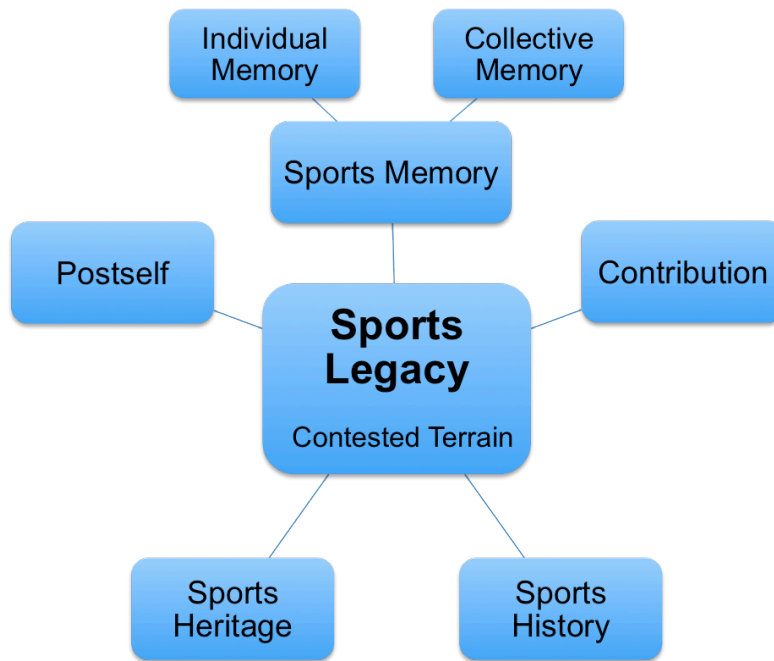 Individual
Memory
Collective
Memory
Sports Memory
Postself
Contribution
Sports
Legacy
Contested Terrain
Sports
Heritage
Sports
History